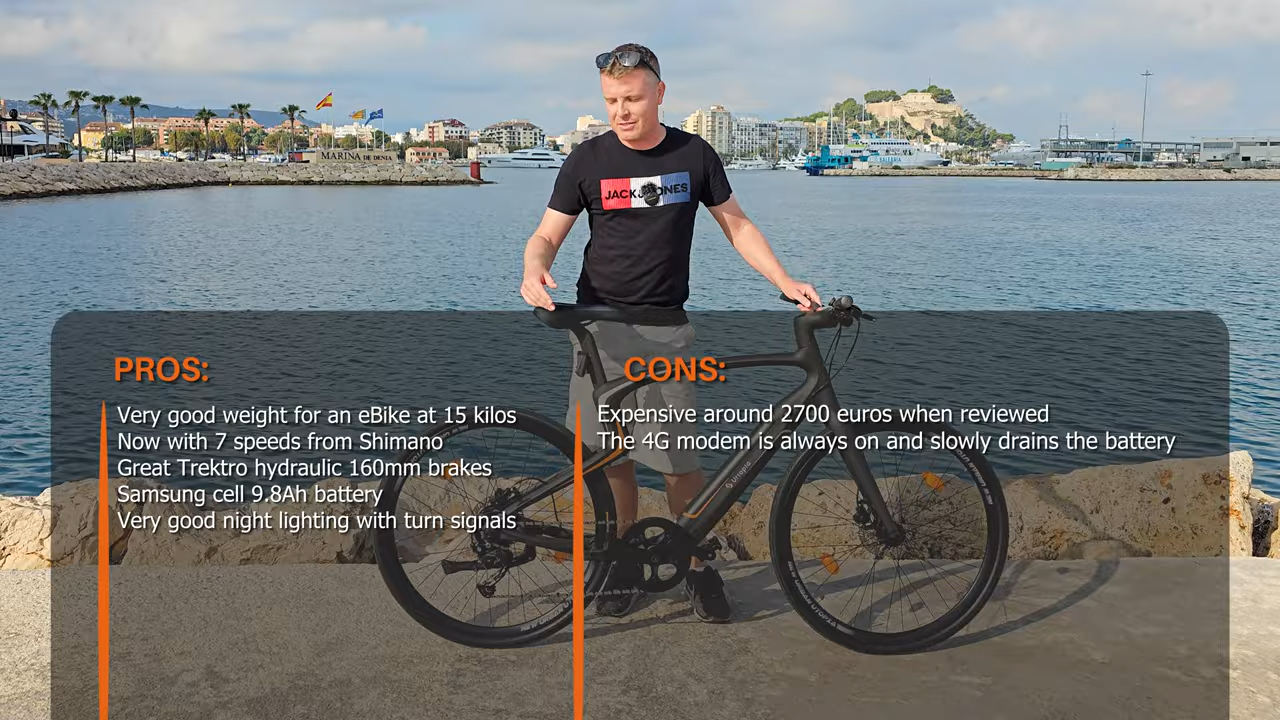 MARINA DE DENIA
JACK & JONES
PROS:
Very good weight for an eBike at 15 kilos
Now with 7 speeds from Shimano
Great Trektro hydraulic 160mm brakes
Samsung cell 9.8Ah battery
Very good night lighting with turn signals
CONS:
Expensive around 2700 euros when reviewed
The 4G modem is always on and slowly drains the battery
Urtopia